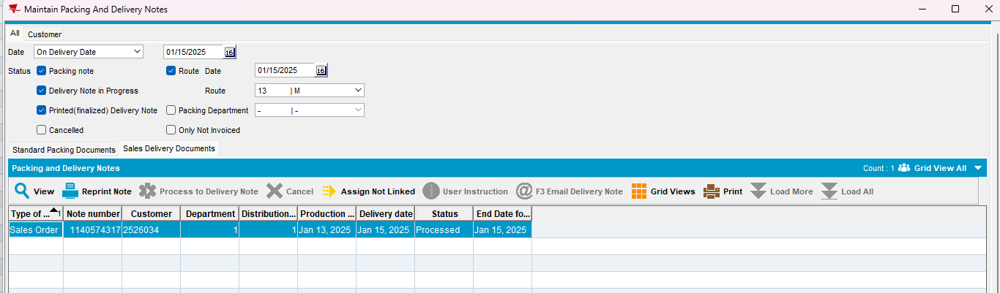 Maintain Packing And Delivery Notes
All Customer
Date On Delivery Date 01/15/2025 16
Status Packing note Route Date 01/15/2025 16
Delivery Note in Progress Route 13 | M
Printed(finalized) Delivery Note Packing Department - | -
Cancelled Only Not Invoiced
Standard Packing Documents Sales Delivery Documents
Packing and Delivery Notes Count : 1 Grid View All
View Reprint Note Process to Delivery Note Cancel Assign Not Linked User Instruction F3 Email Delivery Note Grid Views Print Load More Load All
Type of ... 1 Note number Customer Department Distribution... Production ... Delivery date Status End Date fo...
Sales Order 1140574317 2526034 1 1 Jan 13, 2025 Jan 15, 2025 Processed Jan 15, 2025